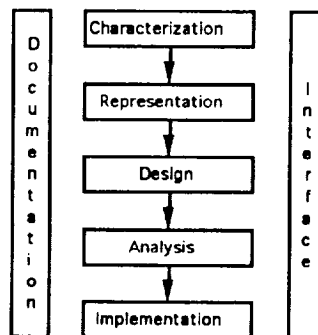 Documentation
Characterization
Representation
Design
Analysis
Implementation
Interface